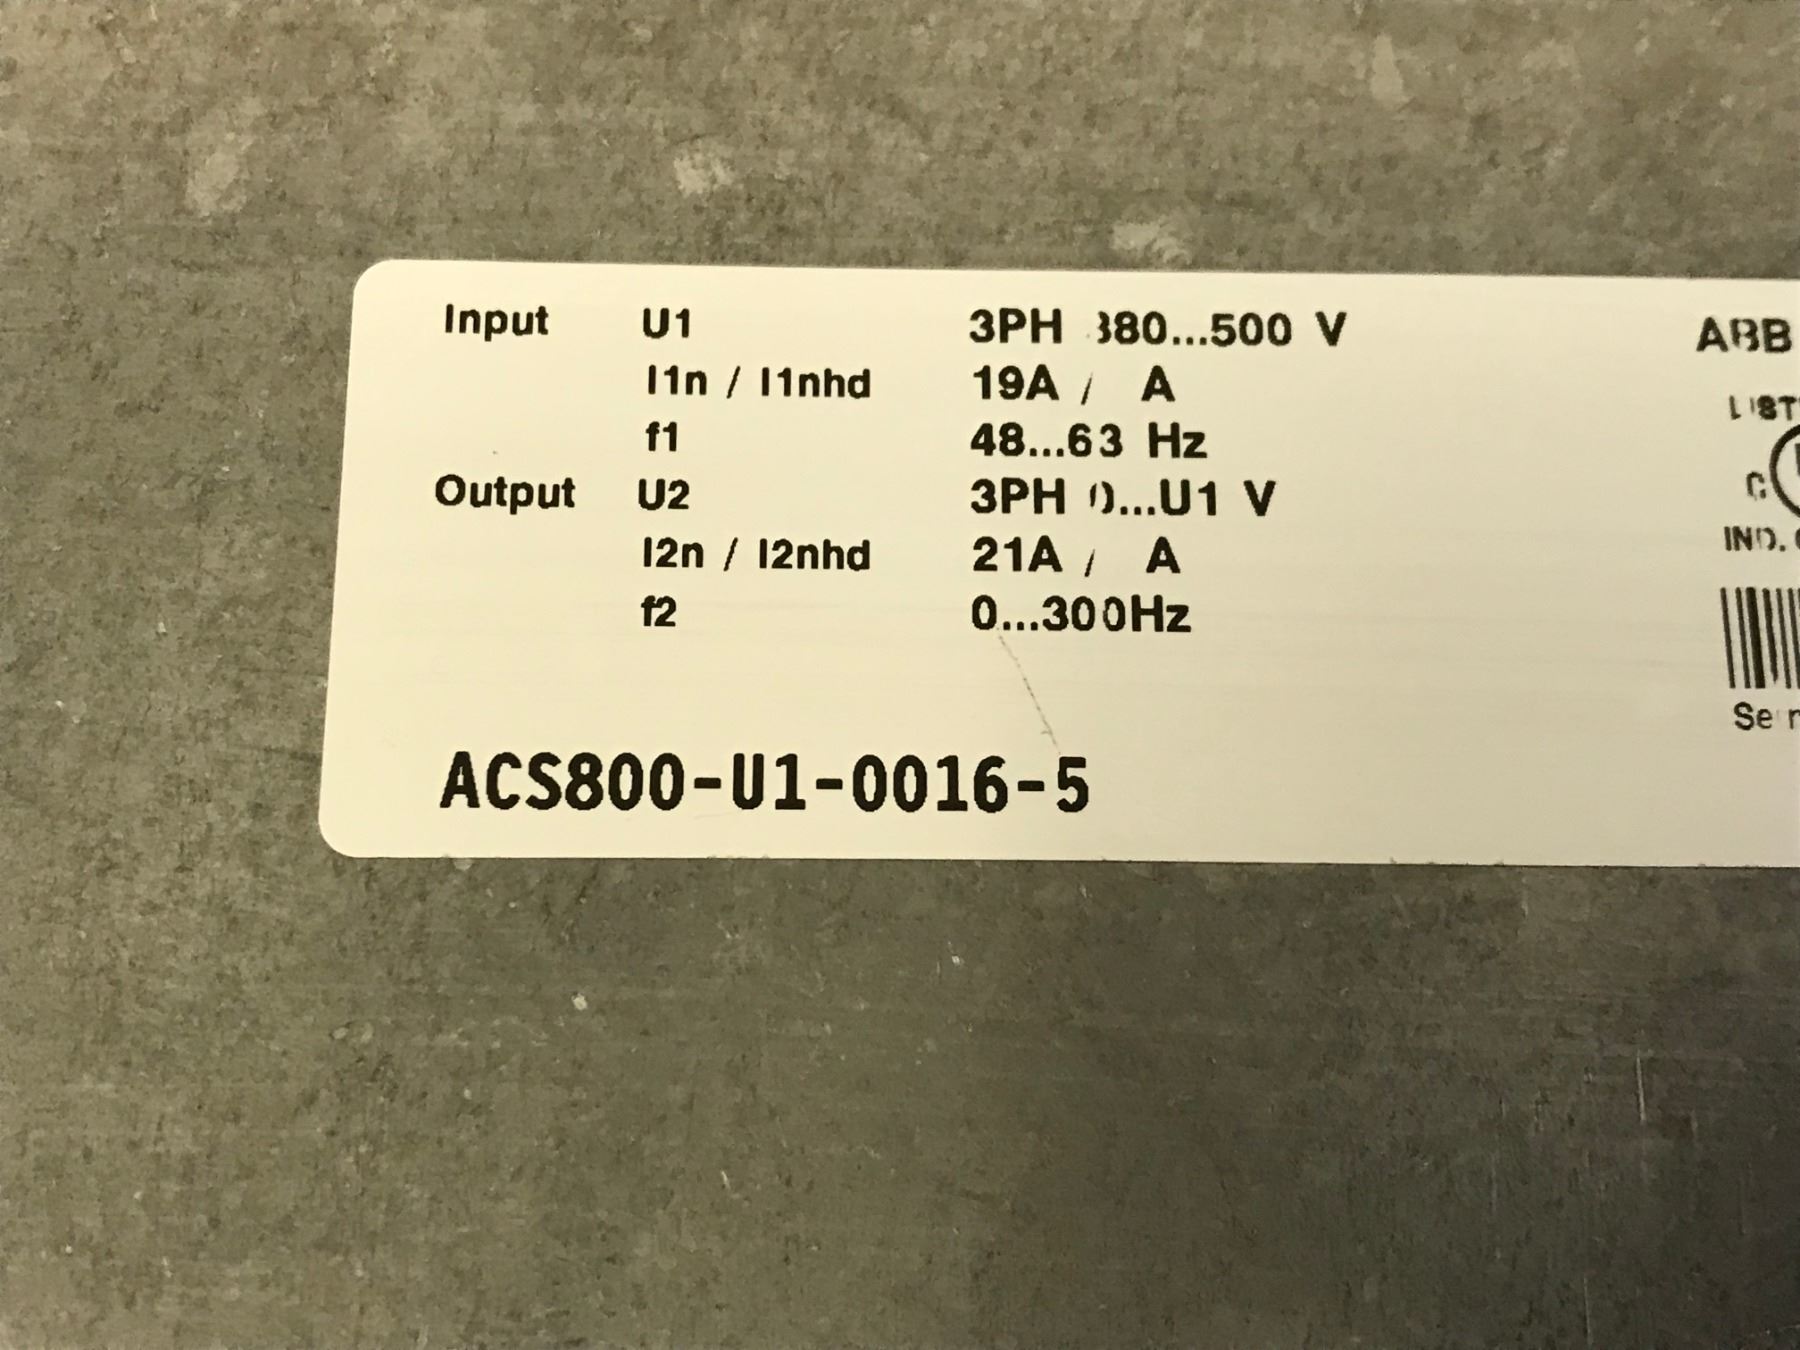 Input U1 3PH 380...500 V
I1n / I1nhd 19A / A
f1 48...63 Hz
Output U2 3PH 0...U1 V
I2n / I2nhd 21A / A
f2 0...300Hz
ACS800-U1-0016-5
ABB
IND.